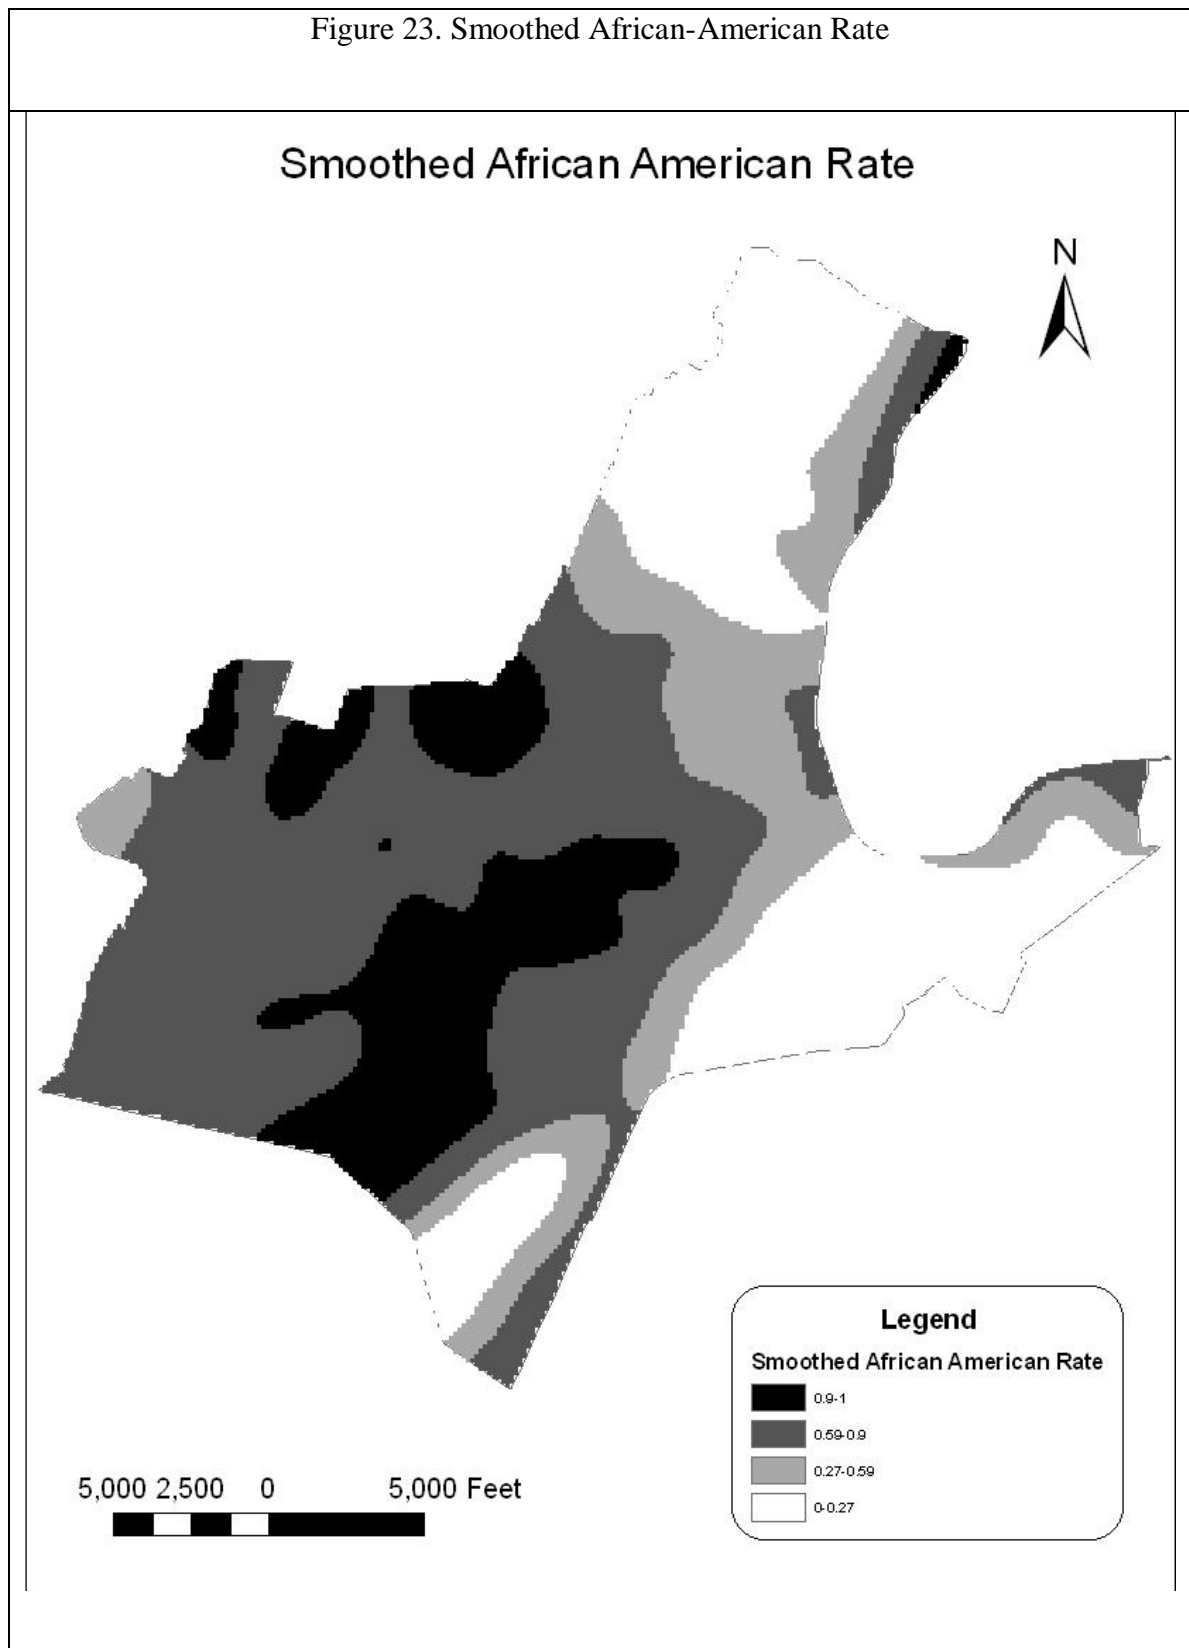 Figure 23. Smoothed African-American Rate
Smoothed African American Rate
N
Legend
Smoothed African American Rate
0.9-1
0.59-0.9
0.27-0.59
0-0.27
5,000 2,500 0 5,000 Feet